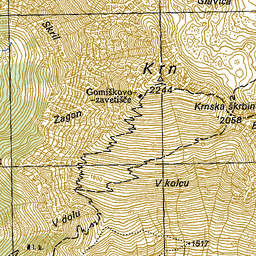 Glavica
Skril
Krn
Gomiškovo
zavetišče
2244
Krnska škrbina
Zagon
2058
V kolcu
V dolu
1517